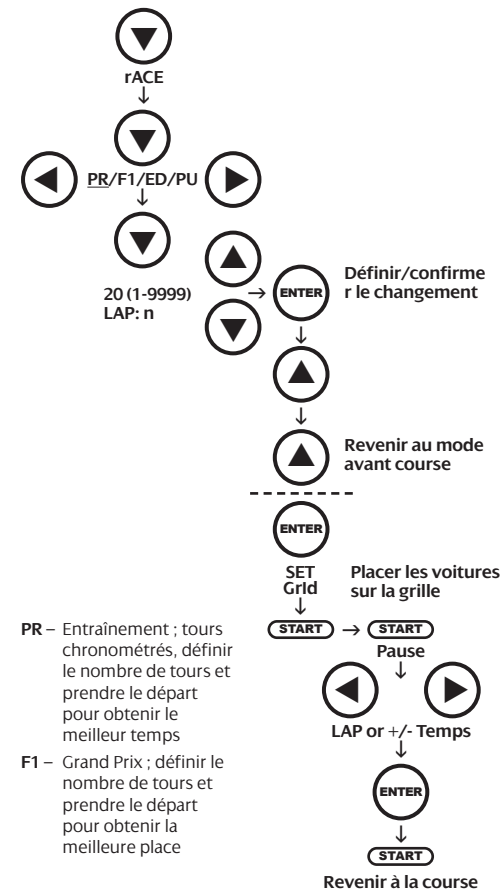 rACE
PR/F1/ED/PU
20 (1-9999)
LAP: n
ENTER
Définir/confirme
r le changement
Revenir au mode
avant course
ENTER
SET
GrId
Placer les voitures
sur la grille
START → START
Pause
LAP or +/- Temps
ENTER
START
Revenir à la course
PR – Entraînement ; tours
chronométrés, définir
le nombre de tours et
prendre le départ
pour obtenir le
meilleur temps
F1 – Grand Prix ; définir le
nombre de tours et
prendre le départ
pour obtenir la
meilleure place